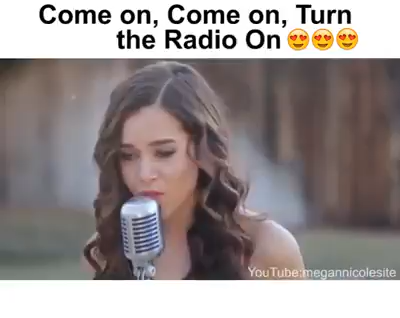 Come on, Come on, Turn
the Radio On 😍😍😍
YouTube:megannicolesite